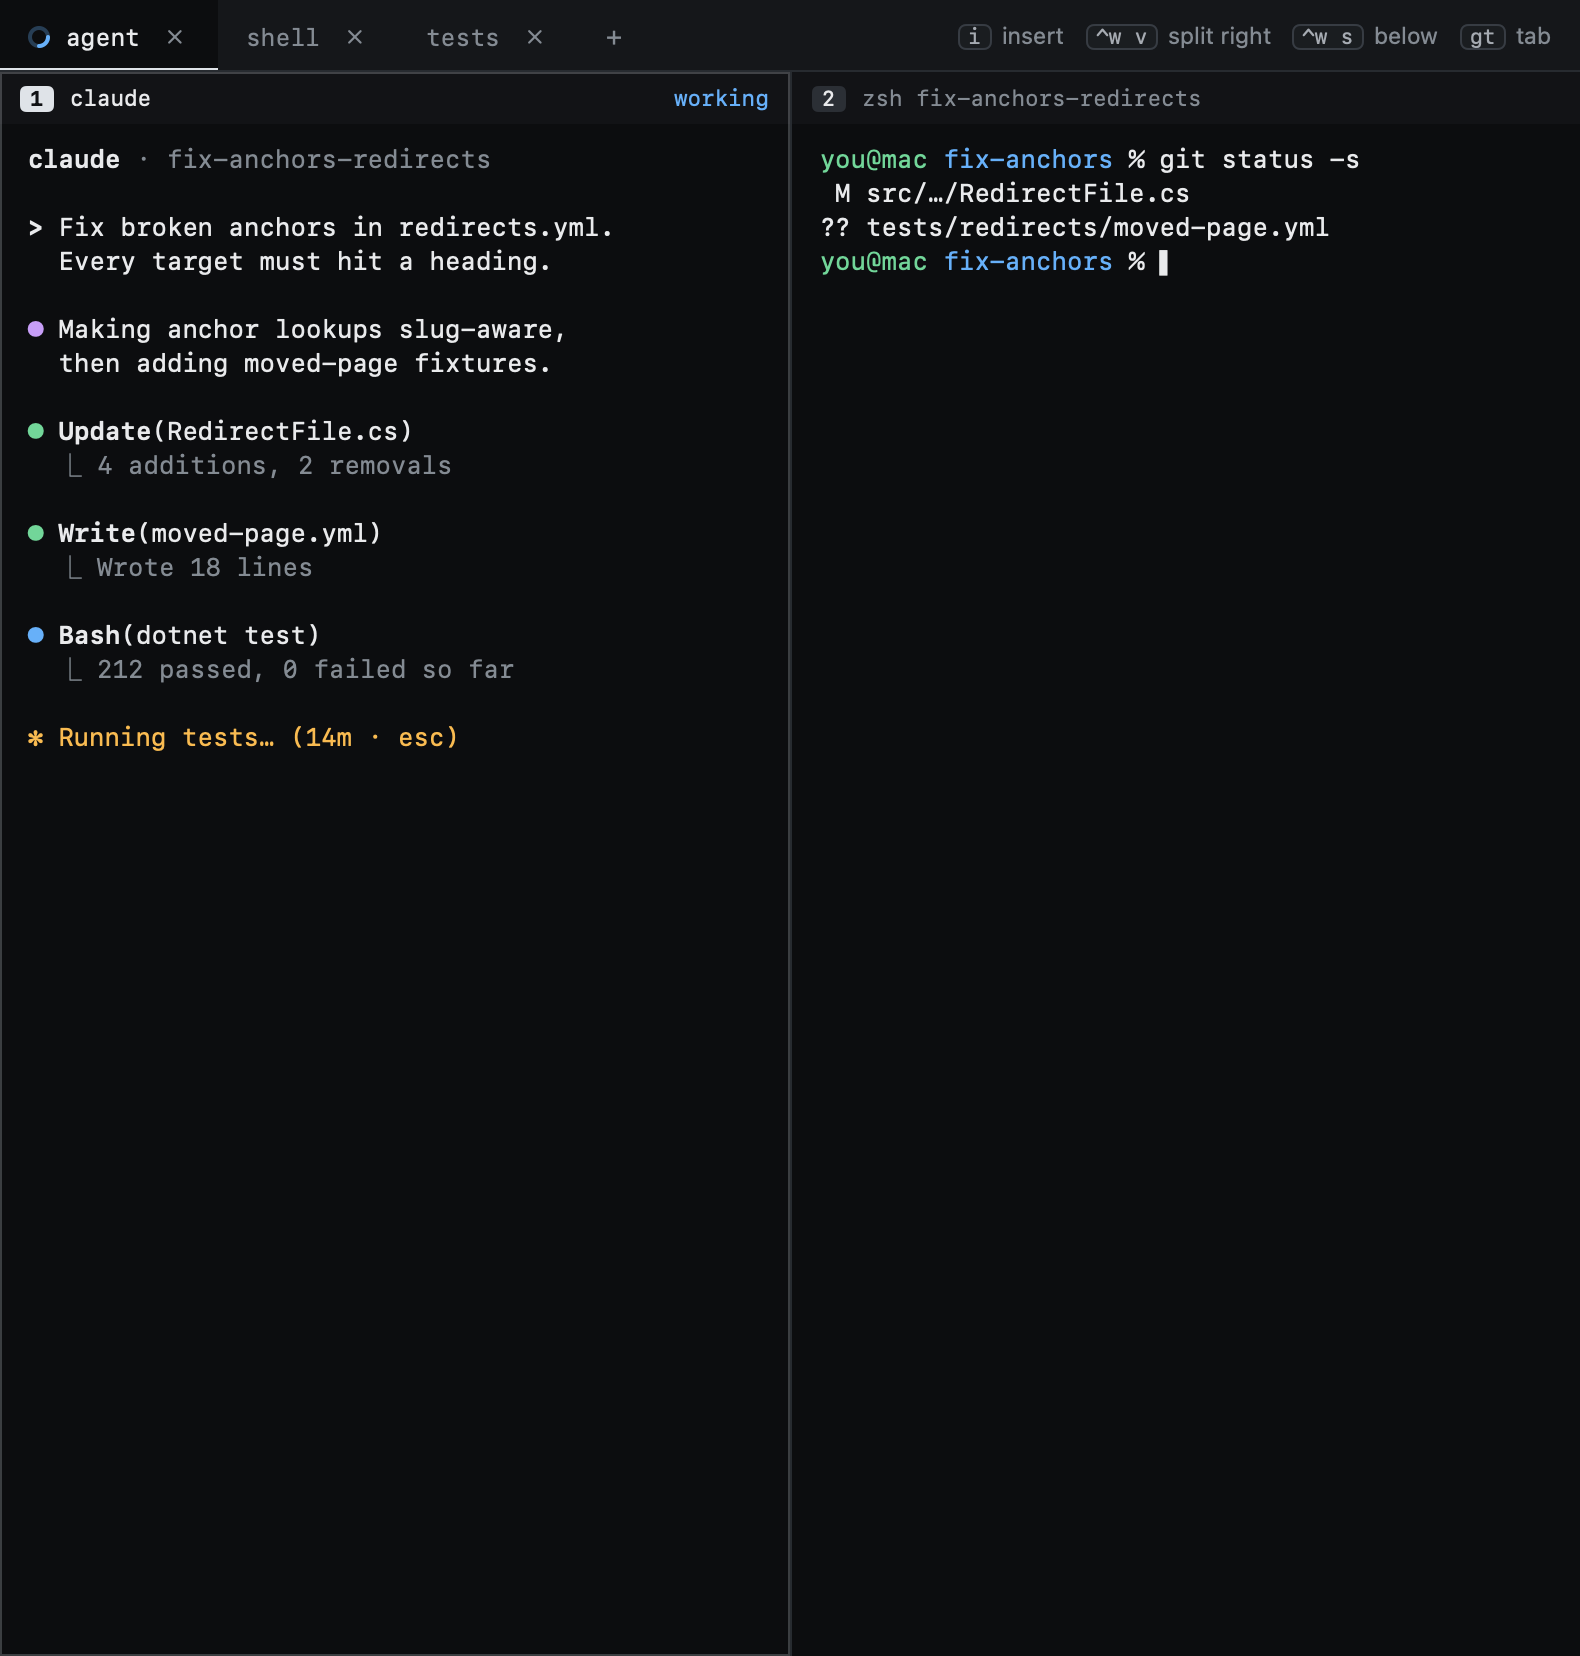 agent ×
shell ×
tests ×
+
i insert ^w v split right ^w s below gt tab
1 claude working
claude · fix-anchors-redirects
> Fix broken anchors in redirects.yml.
Every target must hit a heading.
● Making anchor lookups slug-aware,
then adding moved-page fixtures.
● Update(RedirectFile.cs)
⎿ 4 additions, 2 removals
● Write(moved-page.yml)
⎿ Wrote 18 lines
● Bash(dotnet test)
⎿ 212 passed, 0 failed so far
✻ Running tests… (14m · esc)
2 zsh fix-anchors-redirects
you@mac fix-anchors % git status -s
M src/…/RedirectFile.cs
?? tests/redirects/moved-page.yml
you@mac fix-anchors %